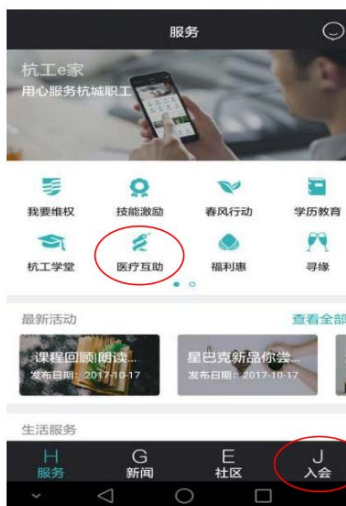 服务
杭工e家
用心服务杭城职工
我要维权
技能激励
春风行动
学历教育
杭工学堂
医疗互助
福利惠
寻缘
最新活动
查看全部
课程回顾|朗读...
发布日期：2017-10-17
星巴克新品你尝...
发布日期：2017-10-17
生活服务
H
服务
G
新闻
E
社区
J
入会